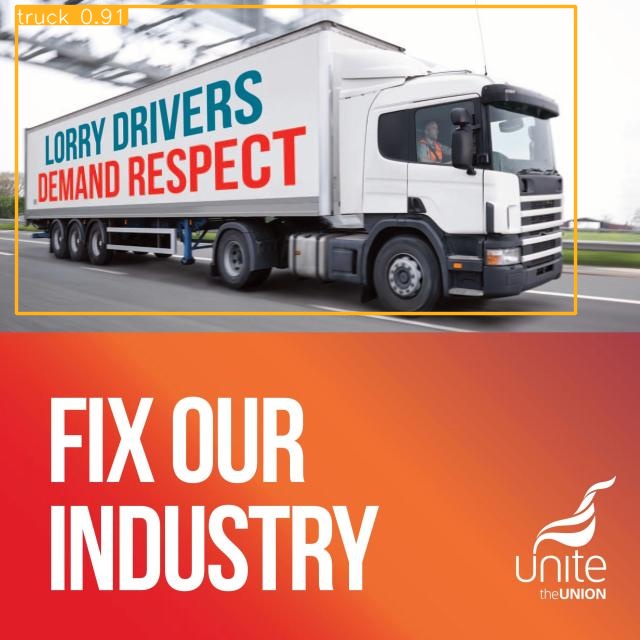 truck 0.91
LORRY DRIVERS
DEMAND RESPECT
FIX OUR
INDUSTRY
unite
theUNION